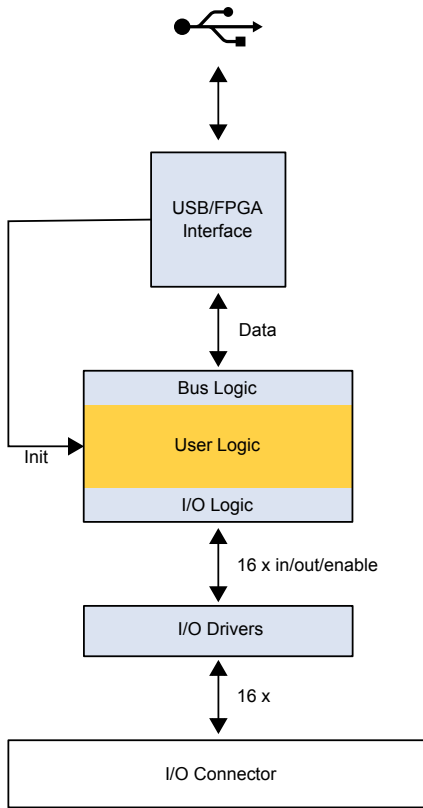 USB/FPGA
Interface
Data
Bus Logic
User Logic
Init
I/O Logic
16 x in/out/enable
I/O Drivers
16 x
I/O Connector